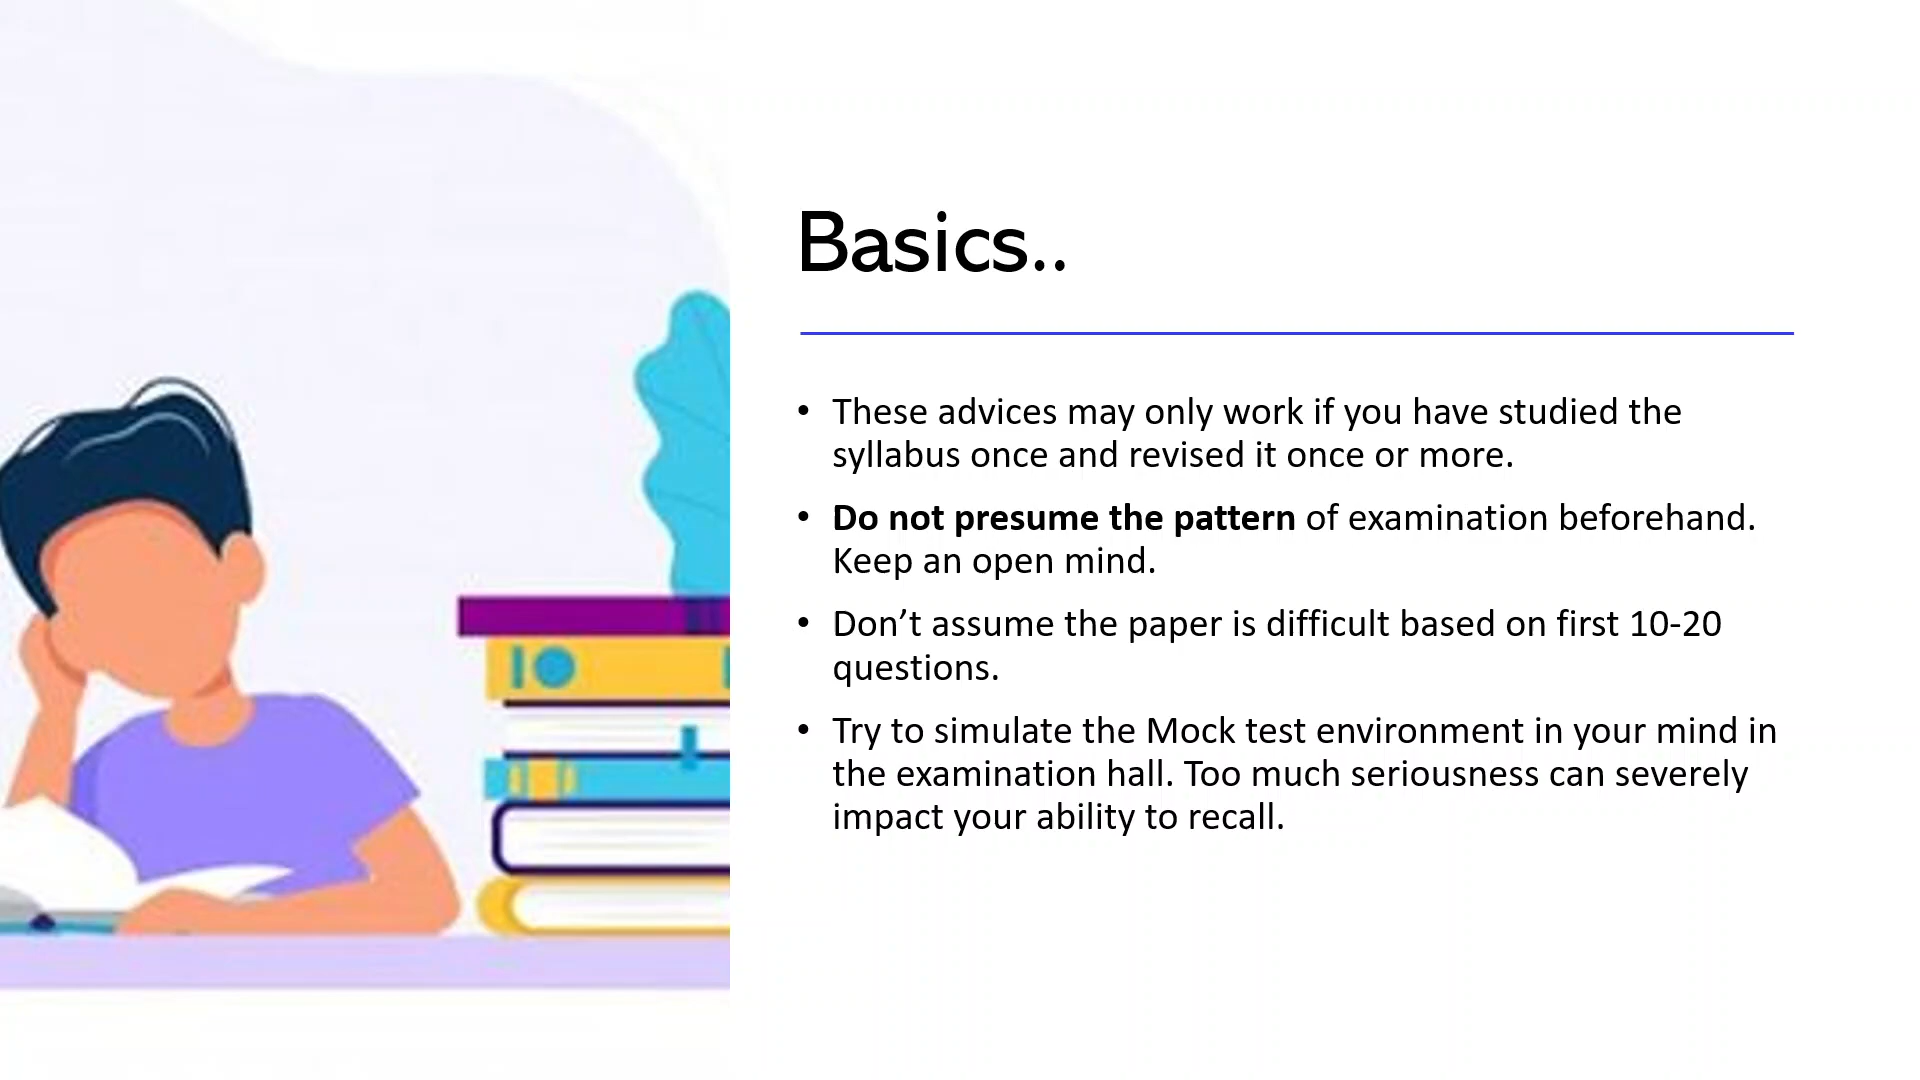 Basics..
• These advices may only work if you have studied the
syllabus once and revised it once or more.
• Do not presume the pattern of examination beforehand.
Keep an open mind.
• Don’t assume the paper is difficult based on first 10-20
questions.
• Try to simulate the Mock test environment in your mind in
the examination hall. Too much seriousness can severely
impact your ability to recall.